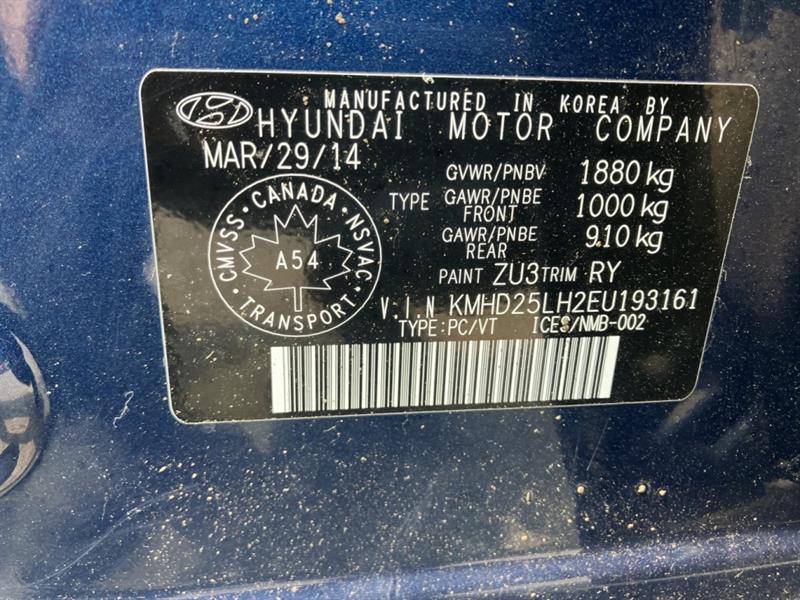 MANUFACTURED IN KOREA BY
HYUNDAI MOTOR COMPANY
MAR/29/14
GVWR/PNBV 1880 kg
TYPE GAWR/PNBE FRONT 1000 kg
GAWR/PNBE REAR 910 kg
CMVSS • CANADA • NSVAC
A54
• TRANSPORT •
PAINT ZU3 TRIM RY
V.I.N KMHD25LH2EU193161
TYPE:PC/VT ICES/NMB-002